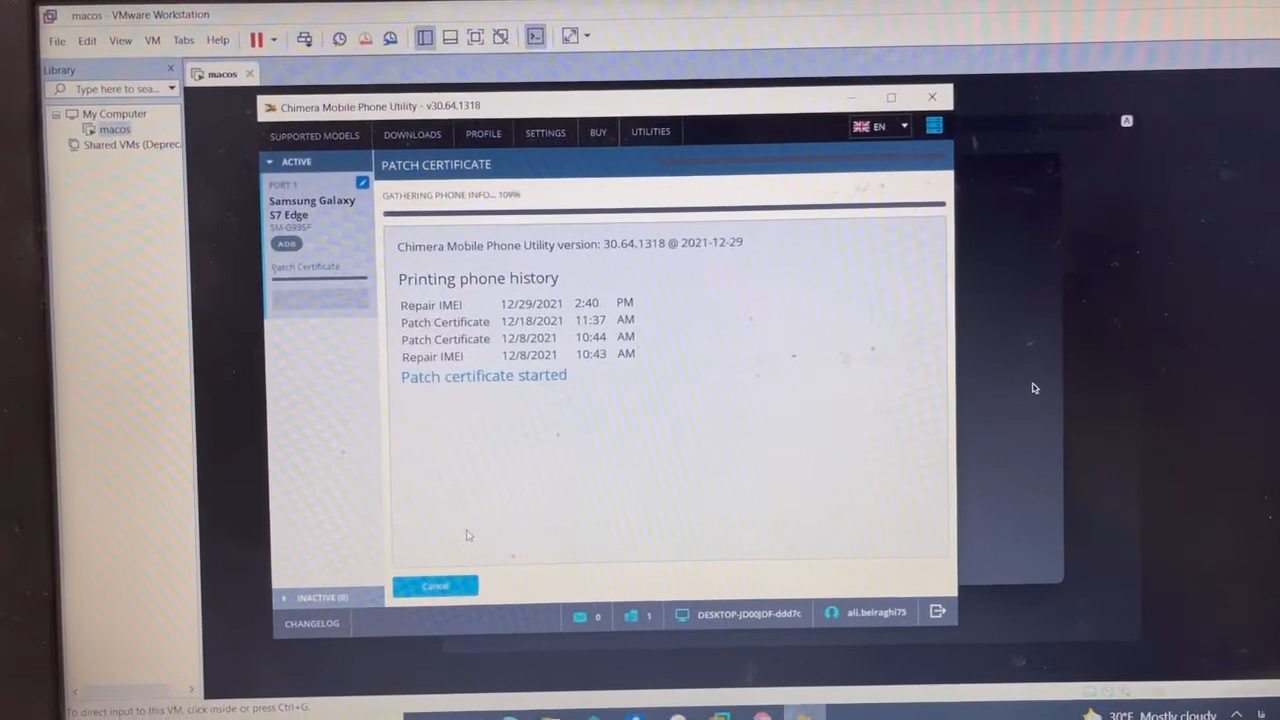 macos - VMware Workstation
File Edit View VM Tabs Help
Library
Type here to sea...
macos
My Computer
macos
Shared VMs (Deprec
Chimera Mobile Phone Utility - v30.64.1318
SUPPORTED MODELS DOWNLOADS PROFILE SETTINGS BUY UTILITIES
EN
A
ACTIVE
PATCH CERTIFICATE
PORT 1
Samsung Galaxy
S7 Edge
SM-G935F
ADB
Patch Certificate
GATHERING PHONE INFO... 100%
Chimera Mobile Phone Utility version: 30.64.1318 @ 2021-12-29
Printing phone history
Repair IMEI 12/29/2021 2:40 PM
Patch Certificate 12/18/2021 11:37 AM
Patch Certificate 12/8/2021 10:44 AM
Repair IMEI 12/8/2021 10:43 AM
Patch certificate started
Cancel
INACTIVE (0)
CHANGELOG
0
1
DESKTOP-JD00JDF-ddd7c
ali.beiraghi75
To direct input to this VM, click inside or press Ctrl+G.
30°F Mostly cloudy